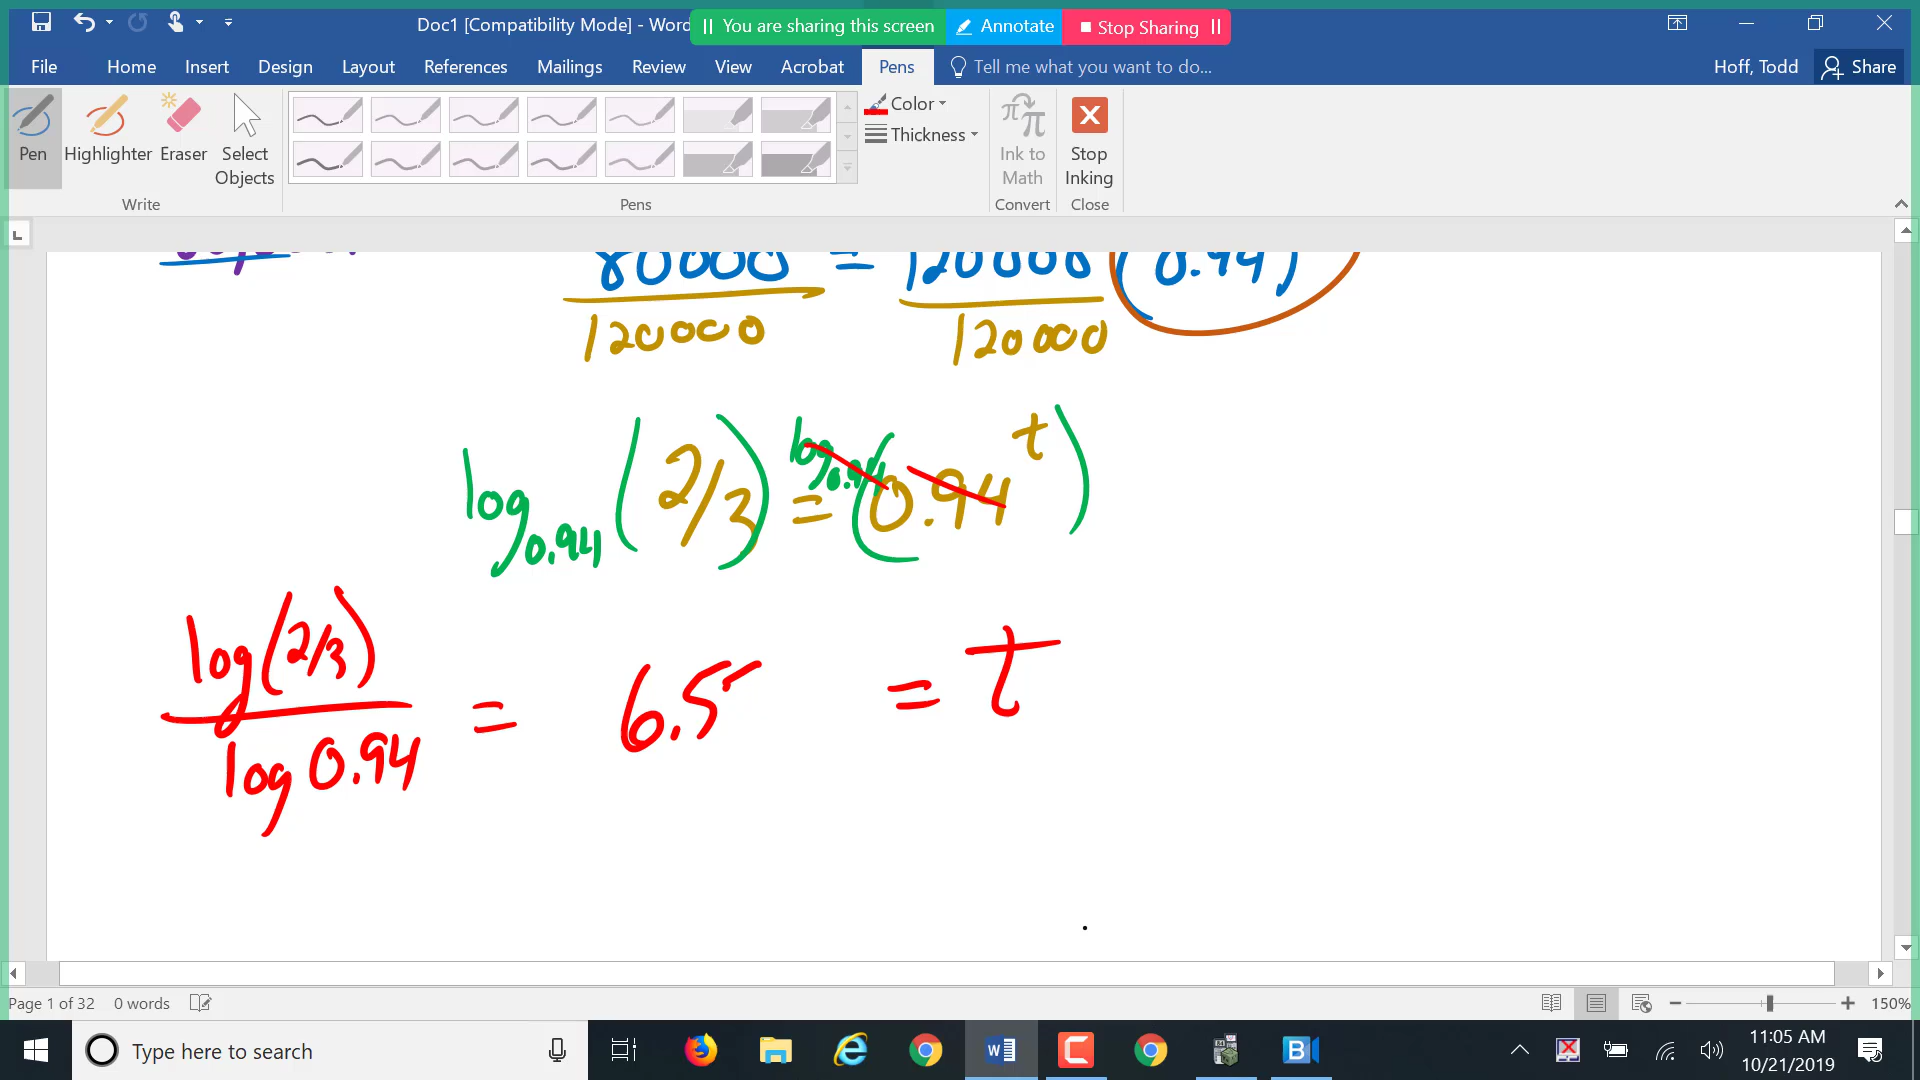 Doc1 [Compatibility Mode] - Word
You are sharing this screen
Annotate
Stop Sharing
File Home Insert Design Layout References Mailings Review View Acrobat Pens Tell me what you want to do... Hoff, Todd Share
Pen Highlighter Eraser Select Objects
Color
Thickness
Ink to Math
Stop Inking
Write Pens Convert Close
80000 = 120000 (0.94)
120000 120000
log0.94 (2/3) = log0.94 (0.94^t)
log(2/3) / log 0.94 = 6.5 = t
Page 1 of 32 0 words 150%
Type here to search
11:05 AM
10/21/2019